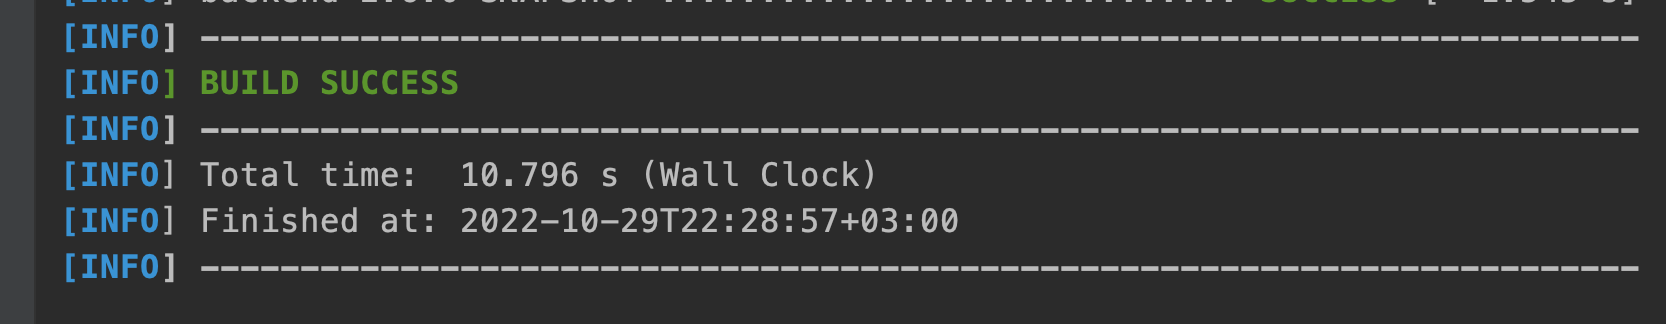 [INFO] ------------------------------------------------------------------------
[INFO] BUILD SUCCESS
[INFO] ------------------------------------------------------------------------
[INFO] Total time:  10.796 s (Wall Clock)
[INFO] Finished at: 2022-10-29T22:28:57+03:00
[INFO] ------------------------------------------------------------------------